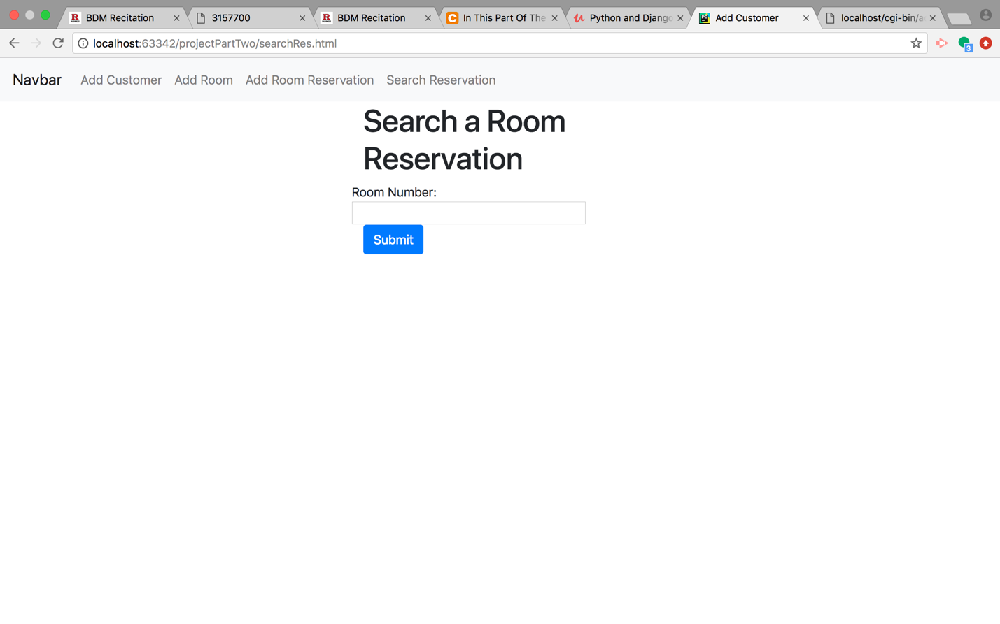 BDM Recitation
3157700
BDM Recitation
In This Part Of The
Python and Django
Add Customer
localhost/cgi-bin/a
localhost:63342/projectPartTwo/searchRes.html
3
Navbar Add Customer Add Room Add Room Reservation Search Reservation
Search a Room
Reservation
Room Number:
Submit